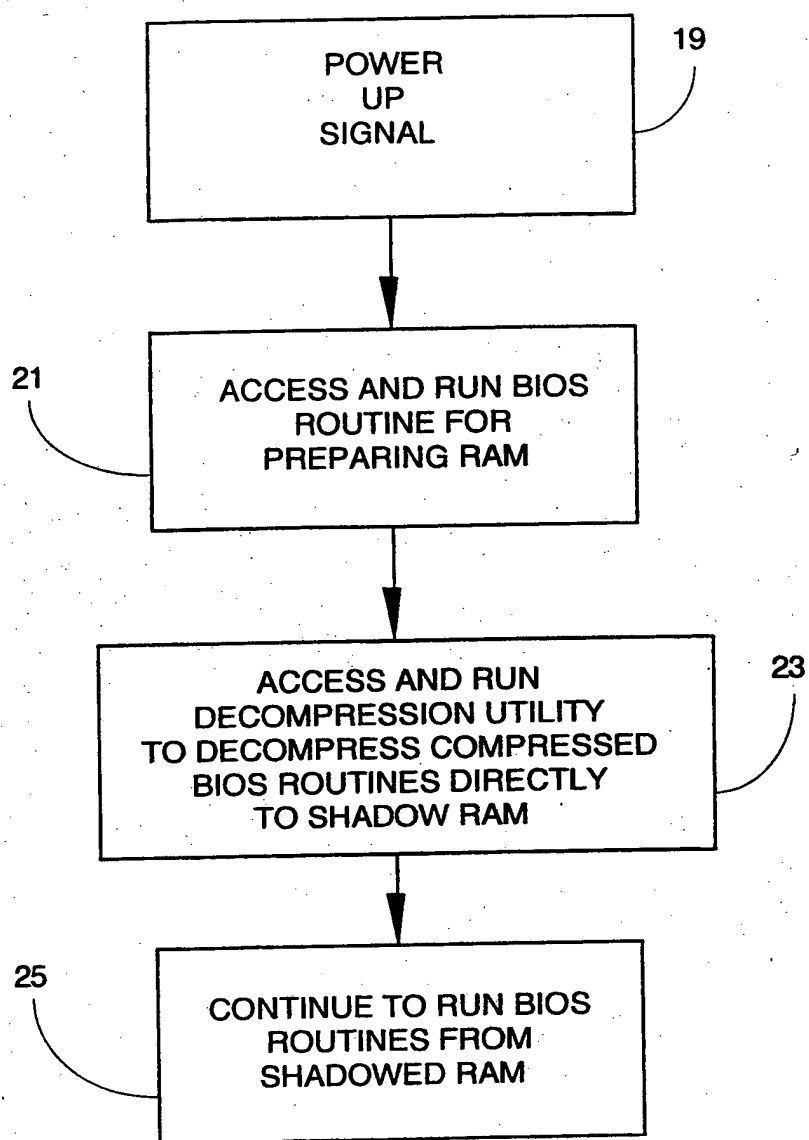 POWER
UP
SIGNAL
19
21
ACCESS AND RUN BIOS
ROUTINE FOR
PREPARING RAM
ACCESS AND RUN
DECOMPRESSION UTILITY
TO DECOMPRESS COMPRESSED
BIOS ROUTINES DIRECTLY
TO SHADOW RAM
23
25
CONTINUE TO RUN BIOS
ROUTINES FROM
SHADOWED RAM